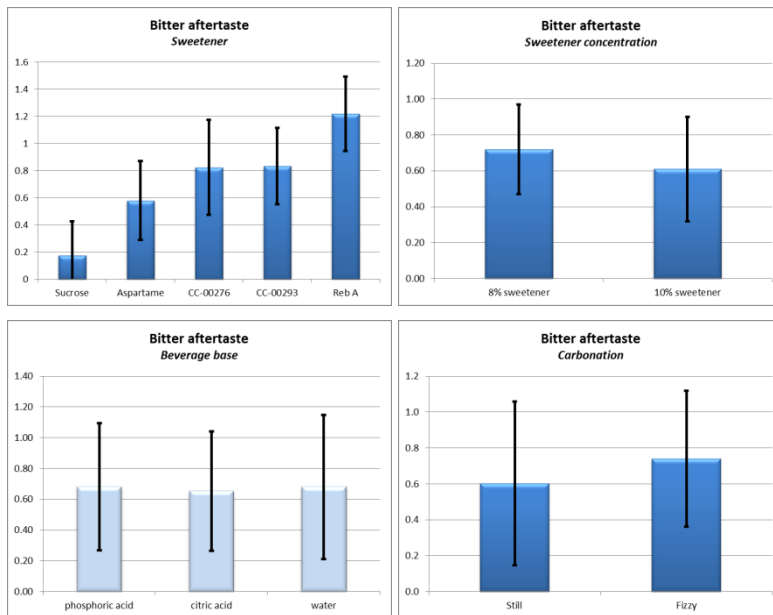 Bitter aftertaste
Sweetener
1.6
1.4
1.2
1
0.8
0.6
0.4
0.2
0
Sucrose Aspartame CC-00276 CC-00293 Reb A
Bitter aftertaste
Sweetener concentration
1.20
1.00
0.80
0.60
0.40
0.20
0.00
8% sweetener 10% sweetener
Bitter aftertaste
Beverage base
1.40
1.20
1.00
0.80
0.60
0.40
0.20
0.00
phosphoric acid citric acid water
Bitter aftertaste
Carbonation
1.2
1
0.8
0.6
0.4
0.2
0.0
Still Fizzy